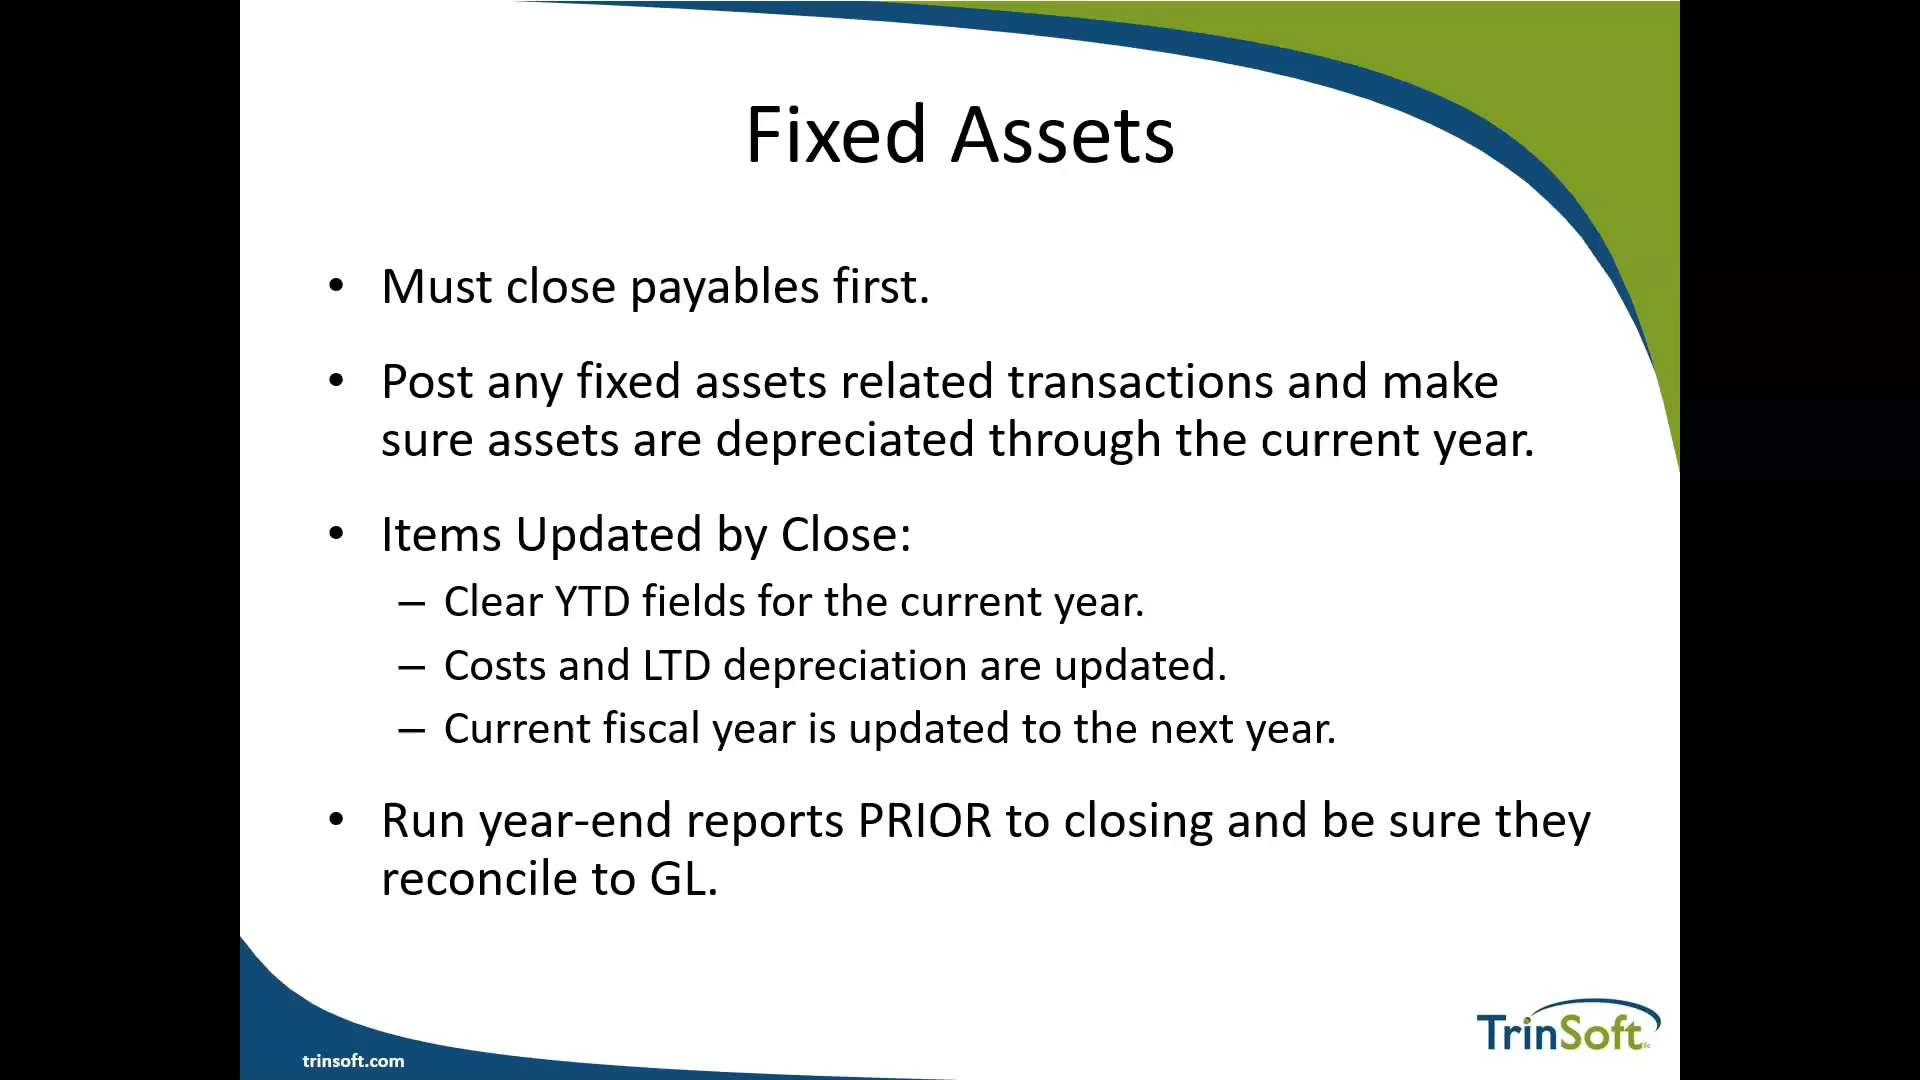 Fixed Assets
• Must close payables first.
• Post any fixed assets related transactions and make
sure assets are depreciated through the current year.
• Items Updated by Close:
– Clear YTD fields for the current year.
– Costs and LTD depreciation are updated.
– Current fiscal year is updated to the next year.
• Run year-end reports PRIOR to closing and be sure they
reconcile to GL.
TrinSoft llc
trinsoft.com